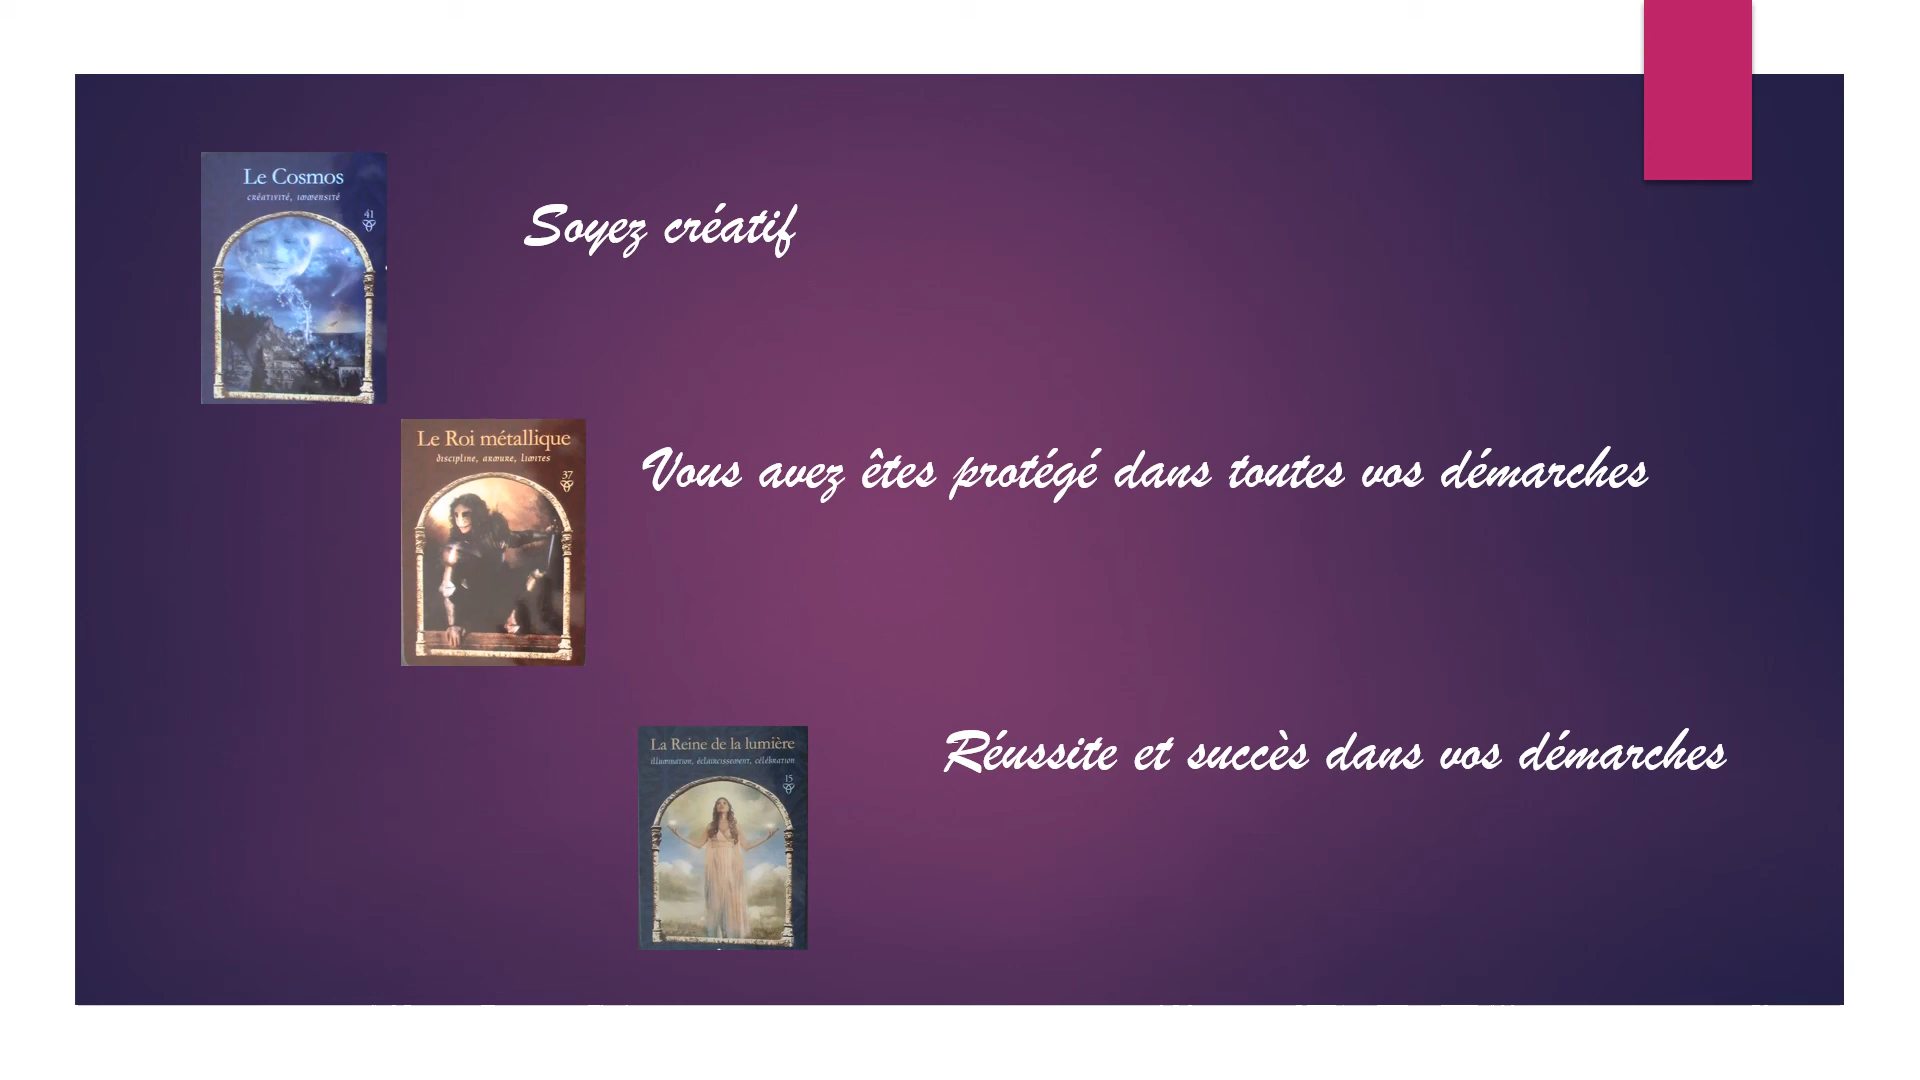 Le Cosmos
créativité, immensité
41
Soyez créatif
Le Roi métallique
discipline, armure, limites
37
Vous avez êtes protégé dans toutes vos démarches
La Reine de la lumière
illumination, éclaircissement, célébration
15
Réussite et succès dans vos démarches